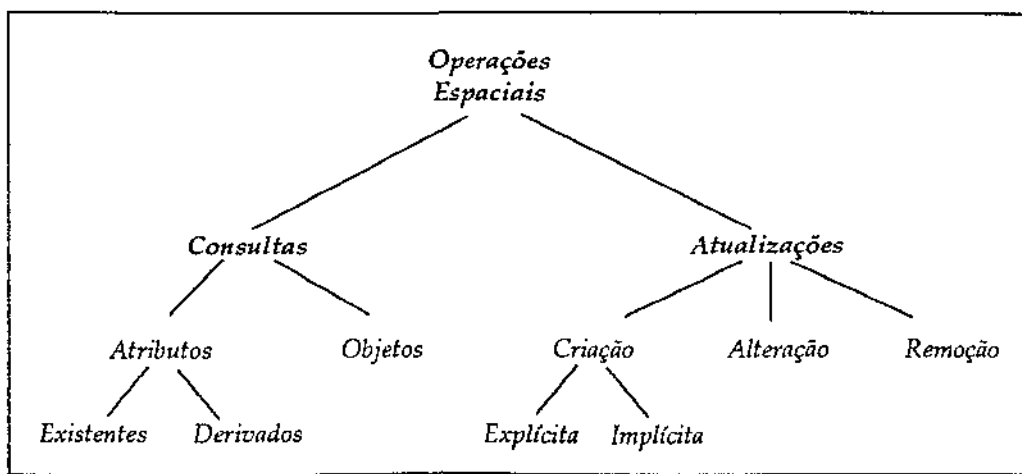 Operações
Espaciais
Consultas Atualizações
Atributos Objetos Criação Alteração Remoção
Existentes Derivados Explícita Implícita